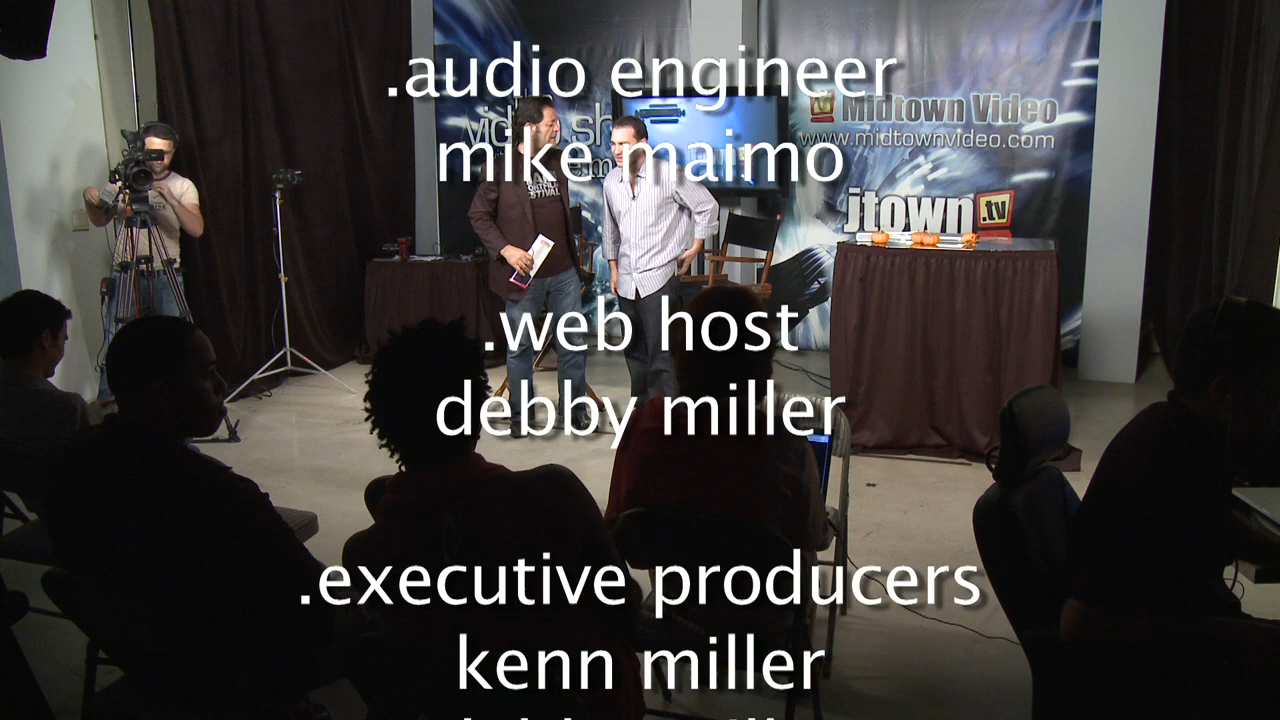 .audio engineer
mike maimo
Midtown Video
www.midtownvideo.com
jtown.tv
.web host
debby miller
.executive producers
kenn miller